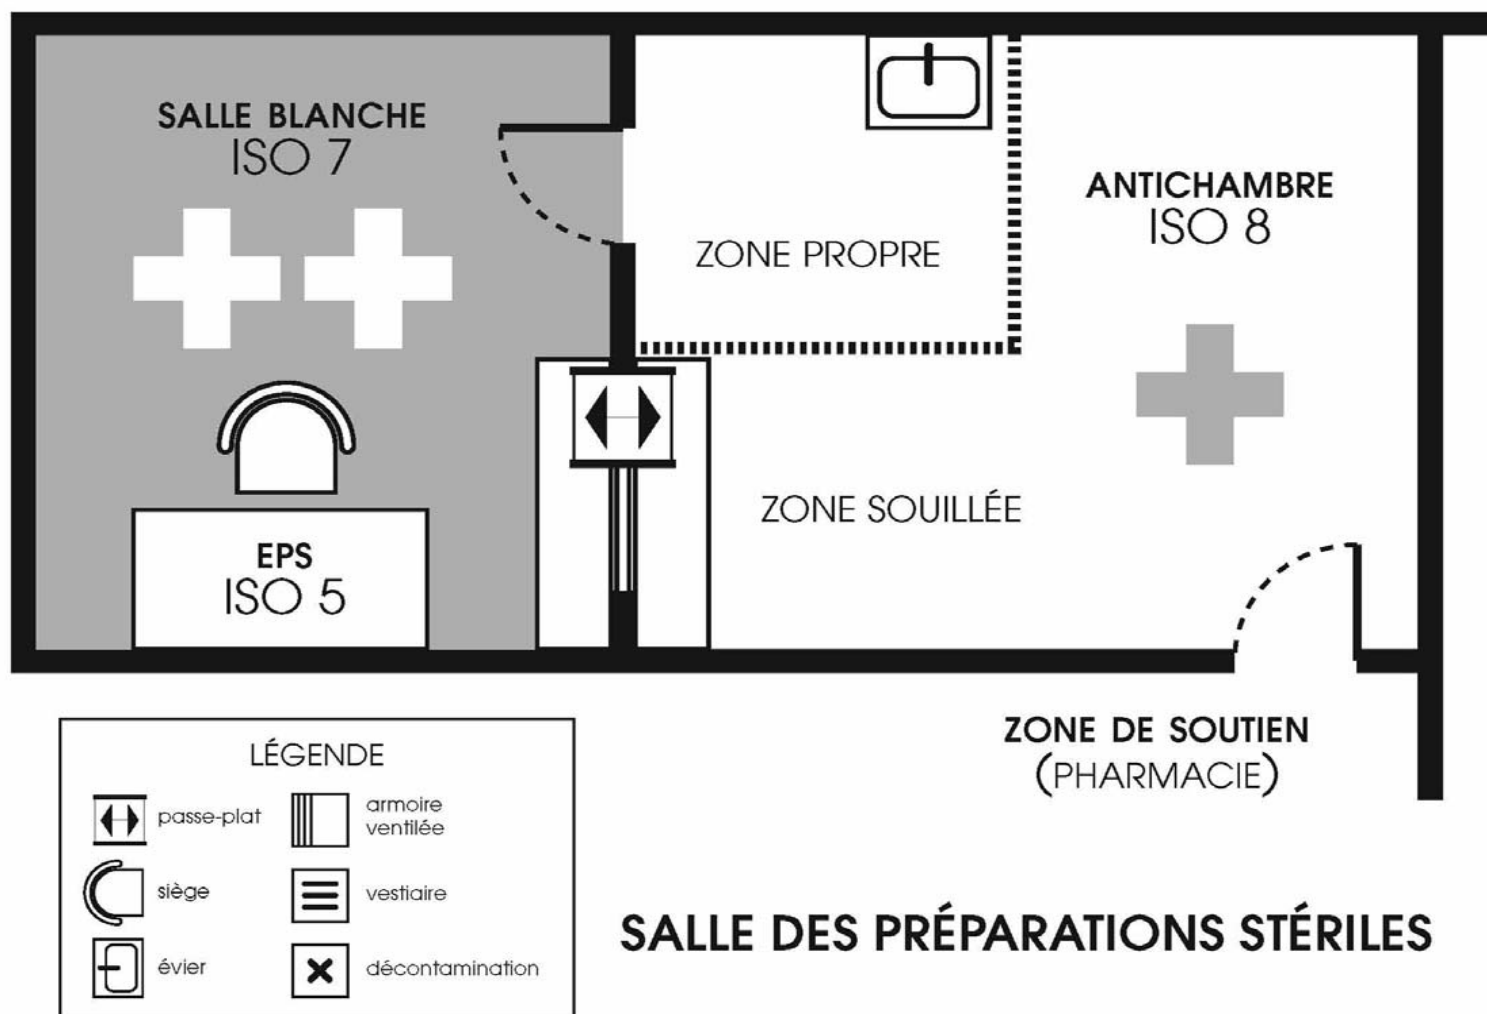 SALLE BLANCHE
ISO 7
ANTICHAMBRE
ISO 8
ZONE PROPRE
ZONE SOUILLÉE
EPS
ISO 5
ZONE DE SOUTIEN
(PHARMACIE)
LÉGENDE
passe-plat
armoire
ventilée
siège
vestiaire
évier
décontamination
SALLE DES PRÉPARATIONS STÉRILES